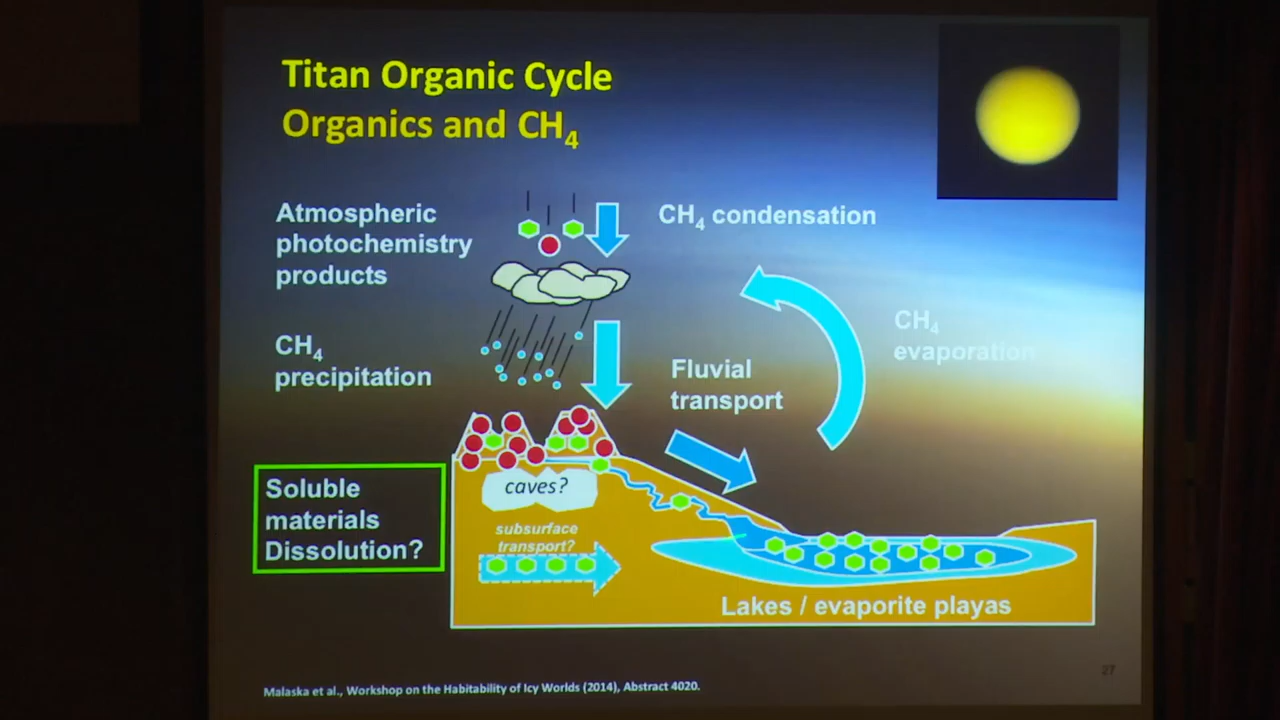 Titan Organic Cycle
Organics and CH₄
Atmospheric
photochemistry
products
CH₄ condensation
CH₄
precipitation
CH₄
evaporation
Fluvial
transport
Soluble
materials
Dissolution?
caves?
subsurface
transport?
Lakes / evaporite playas
27
Malaska et al., Workshop on the Habitability of Icy Worlds (2014), Abstract 4020.